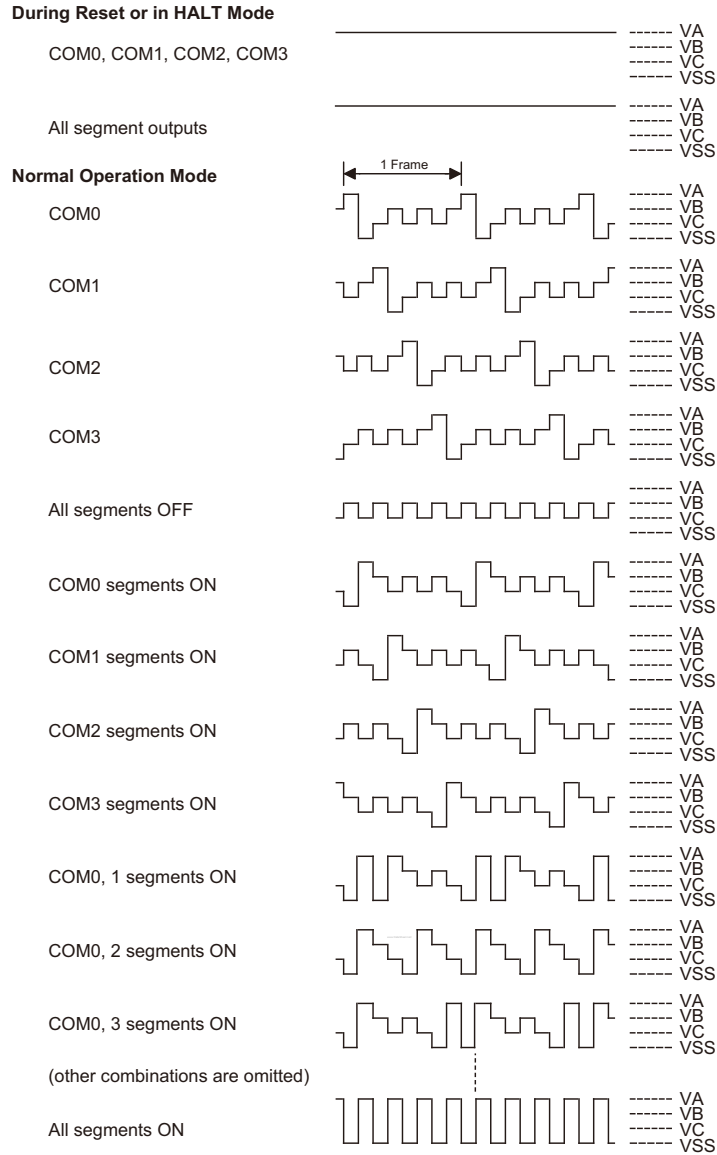 During Reset or in HALT Mode
COM0, COM1, COM2, COM3
VA
VB
VC
VSS
All segment outputs
VA
VB
VC
VSS
Normal Operation Mode
1 Frame
COM0
VA
VB
VC
VSS
COM1
VA
VB
VC
VSS
COM2
VA
VB
VC
VSS
COM3
VA
VB
VC
VSS
All segments OFF
VA
VB
VC
VSS
COM0 segments ON
VA
VB
VC
VSS
COM1 segments ON
VA
VB
VC
VSS
COM2 segments ON
VA
VB
VC
VSS
COM3 segments ON
VA
VB
VC
VSS
COM0, 1 segments ON
VA
VB
VC
VSS
COM0, 2 segments ON
VA
VB
VC
VSS
COM0, 3 segments ON
VA
VB
VC
VSS
(other combinations are omitted)
All segments ON
VA
VB
VC
VSS